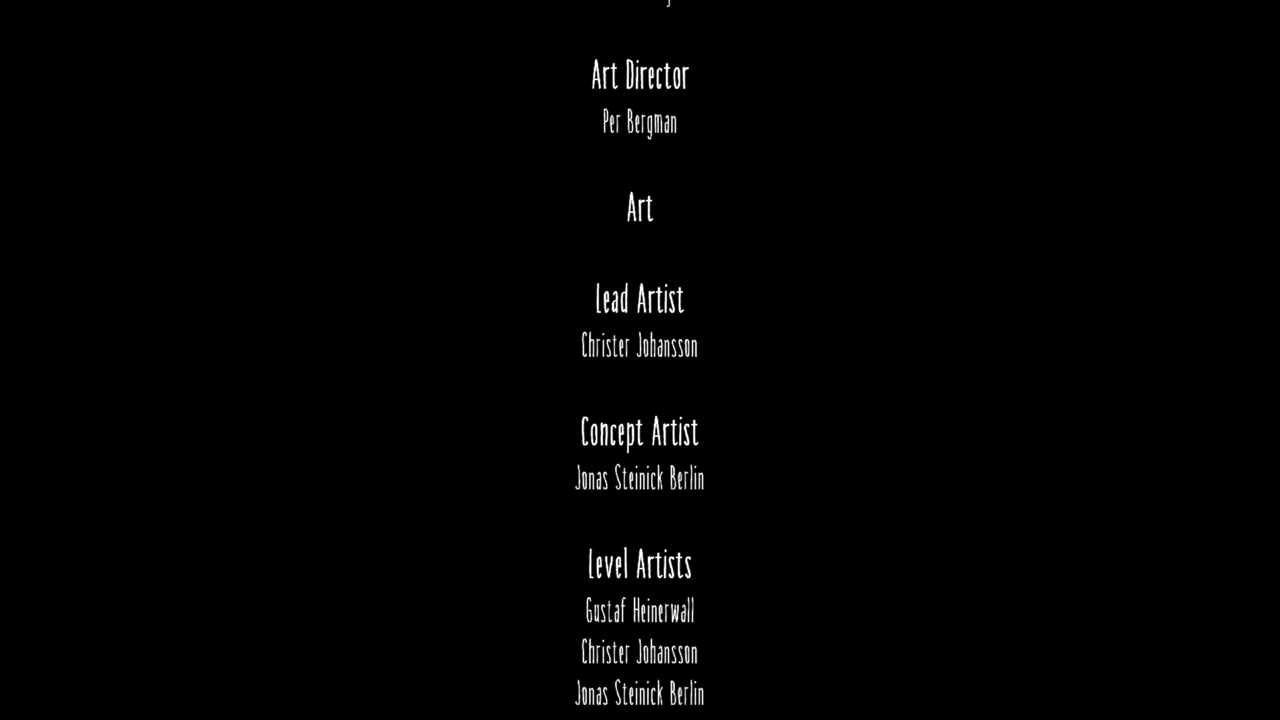 Art Director
Per Bergman
Art
Lead Artist
Christer Johansson
Concept Artist
Jonas Steinick Berlin
Level Artists
Gustaf Heinerwall
Christer Johansson
Jonas Steinick Berlin